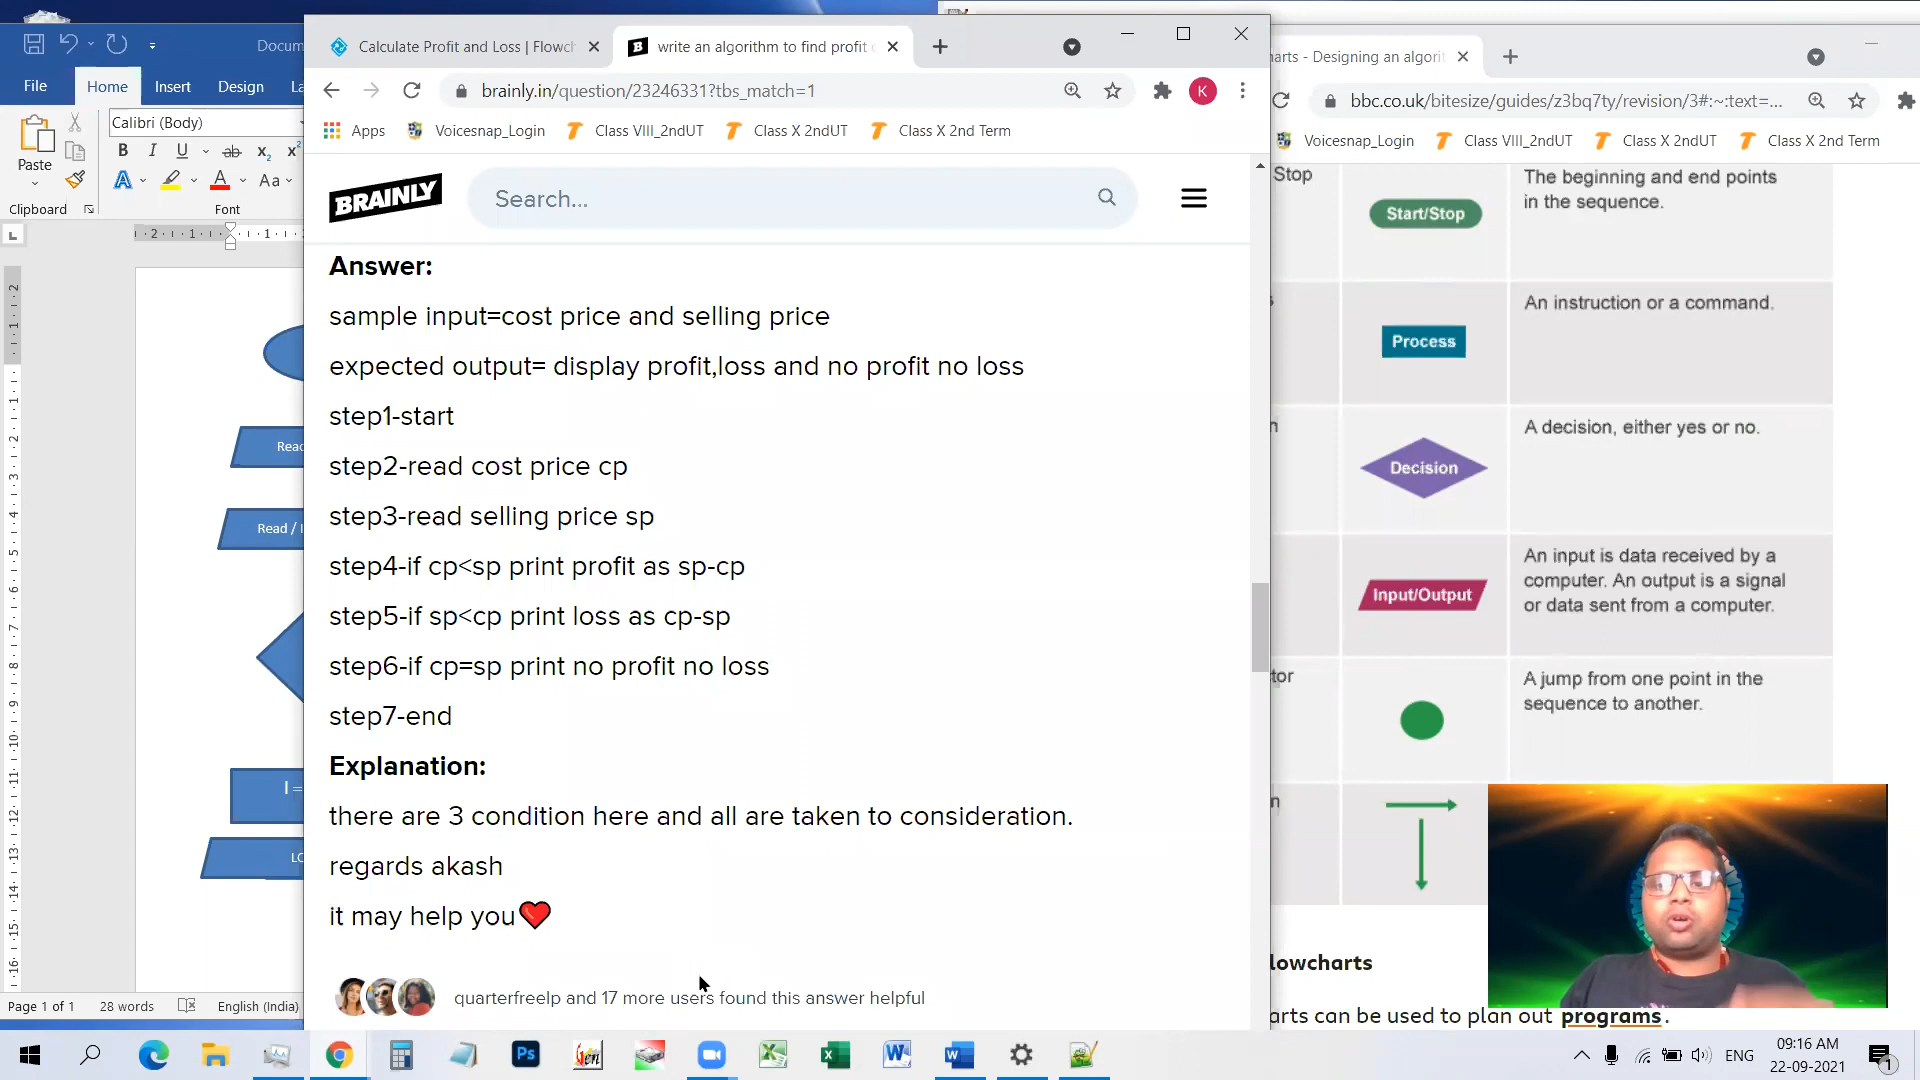 Docum
File
Home
Insert
Design
Calibri (Body)
Paste
B I U ab x2
A A Aa
Clipboard
Font
Read
Read / I
I =
LO
Page 1 of 1
28 words
English (India)
Calculate Profit and Loss | Flowch
write an algorithm to find profit
brainly.in/question/23246331?tbs_match=1
K
Apps
Voicesnap_Login
Class VIII_2ndUT
Class X 2ndUT
Class X 2nd Term
BRAINLY
Search...
Answer:
sample input=cost price and selling price
expected output= display profit,loss and no profit no loss
step1-start
step2-read cost price cp
step3-read selling price sp
step4-if cp<sp print profit as sp-cp
step5-if sp<cp print loss as cp-sp
step6-if cp=sp print no profit no loss
step7-end
Explanation:
there are 3 condition here and all are taken to consideration.
regards akash
it may help you❤
quarterfreelp and 17 more users found this answer helpful
arts - Designing an algorit
bbc.co.uk/bitesize/guides/z3bq7ty/revision/3#:~:text=...
Voicesnap_Login
Class VIII_2ndUT
Class X 2ndUT
Class X 2nd Term
Stop
Start/Stop
The beginning and end points
in the sequence.
Process
An instruction or a command.
Decision
A decision, either yes or no.
Input/Output
An input is data received by a
computer. An output is a signal
or data sent from a computer.
tor
A jump from one point in the
sequence to another.
lowcharts
arts can be used to plan out programs.
Ps
ENG
09:16 AM
22-09-2021
1